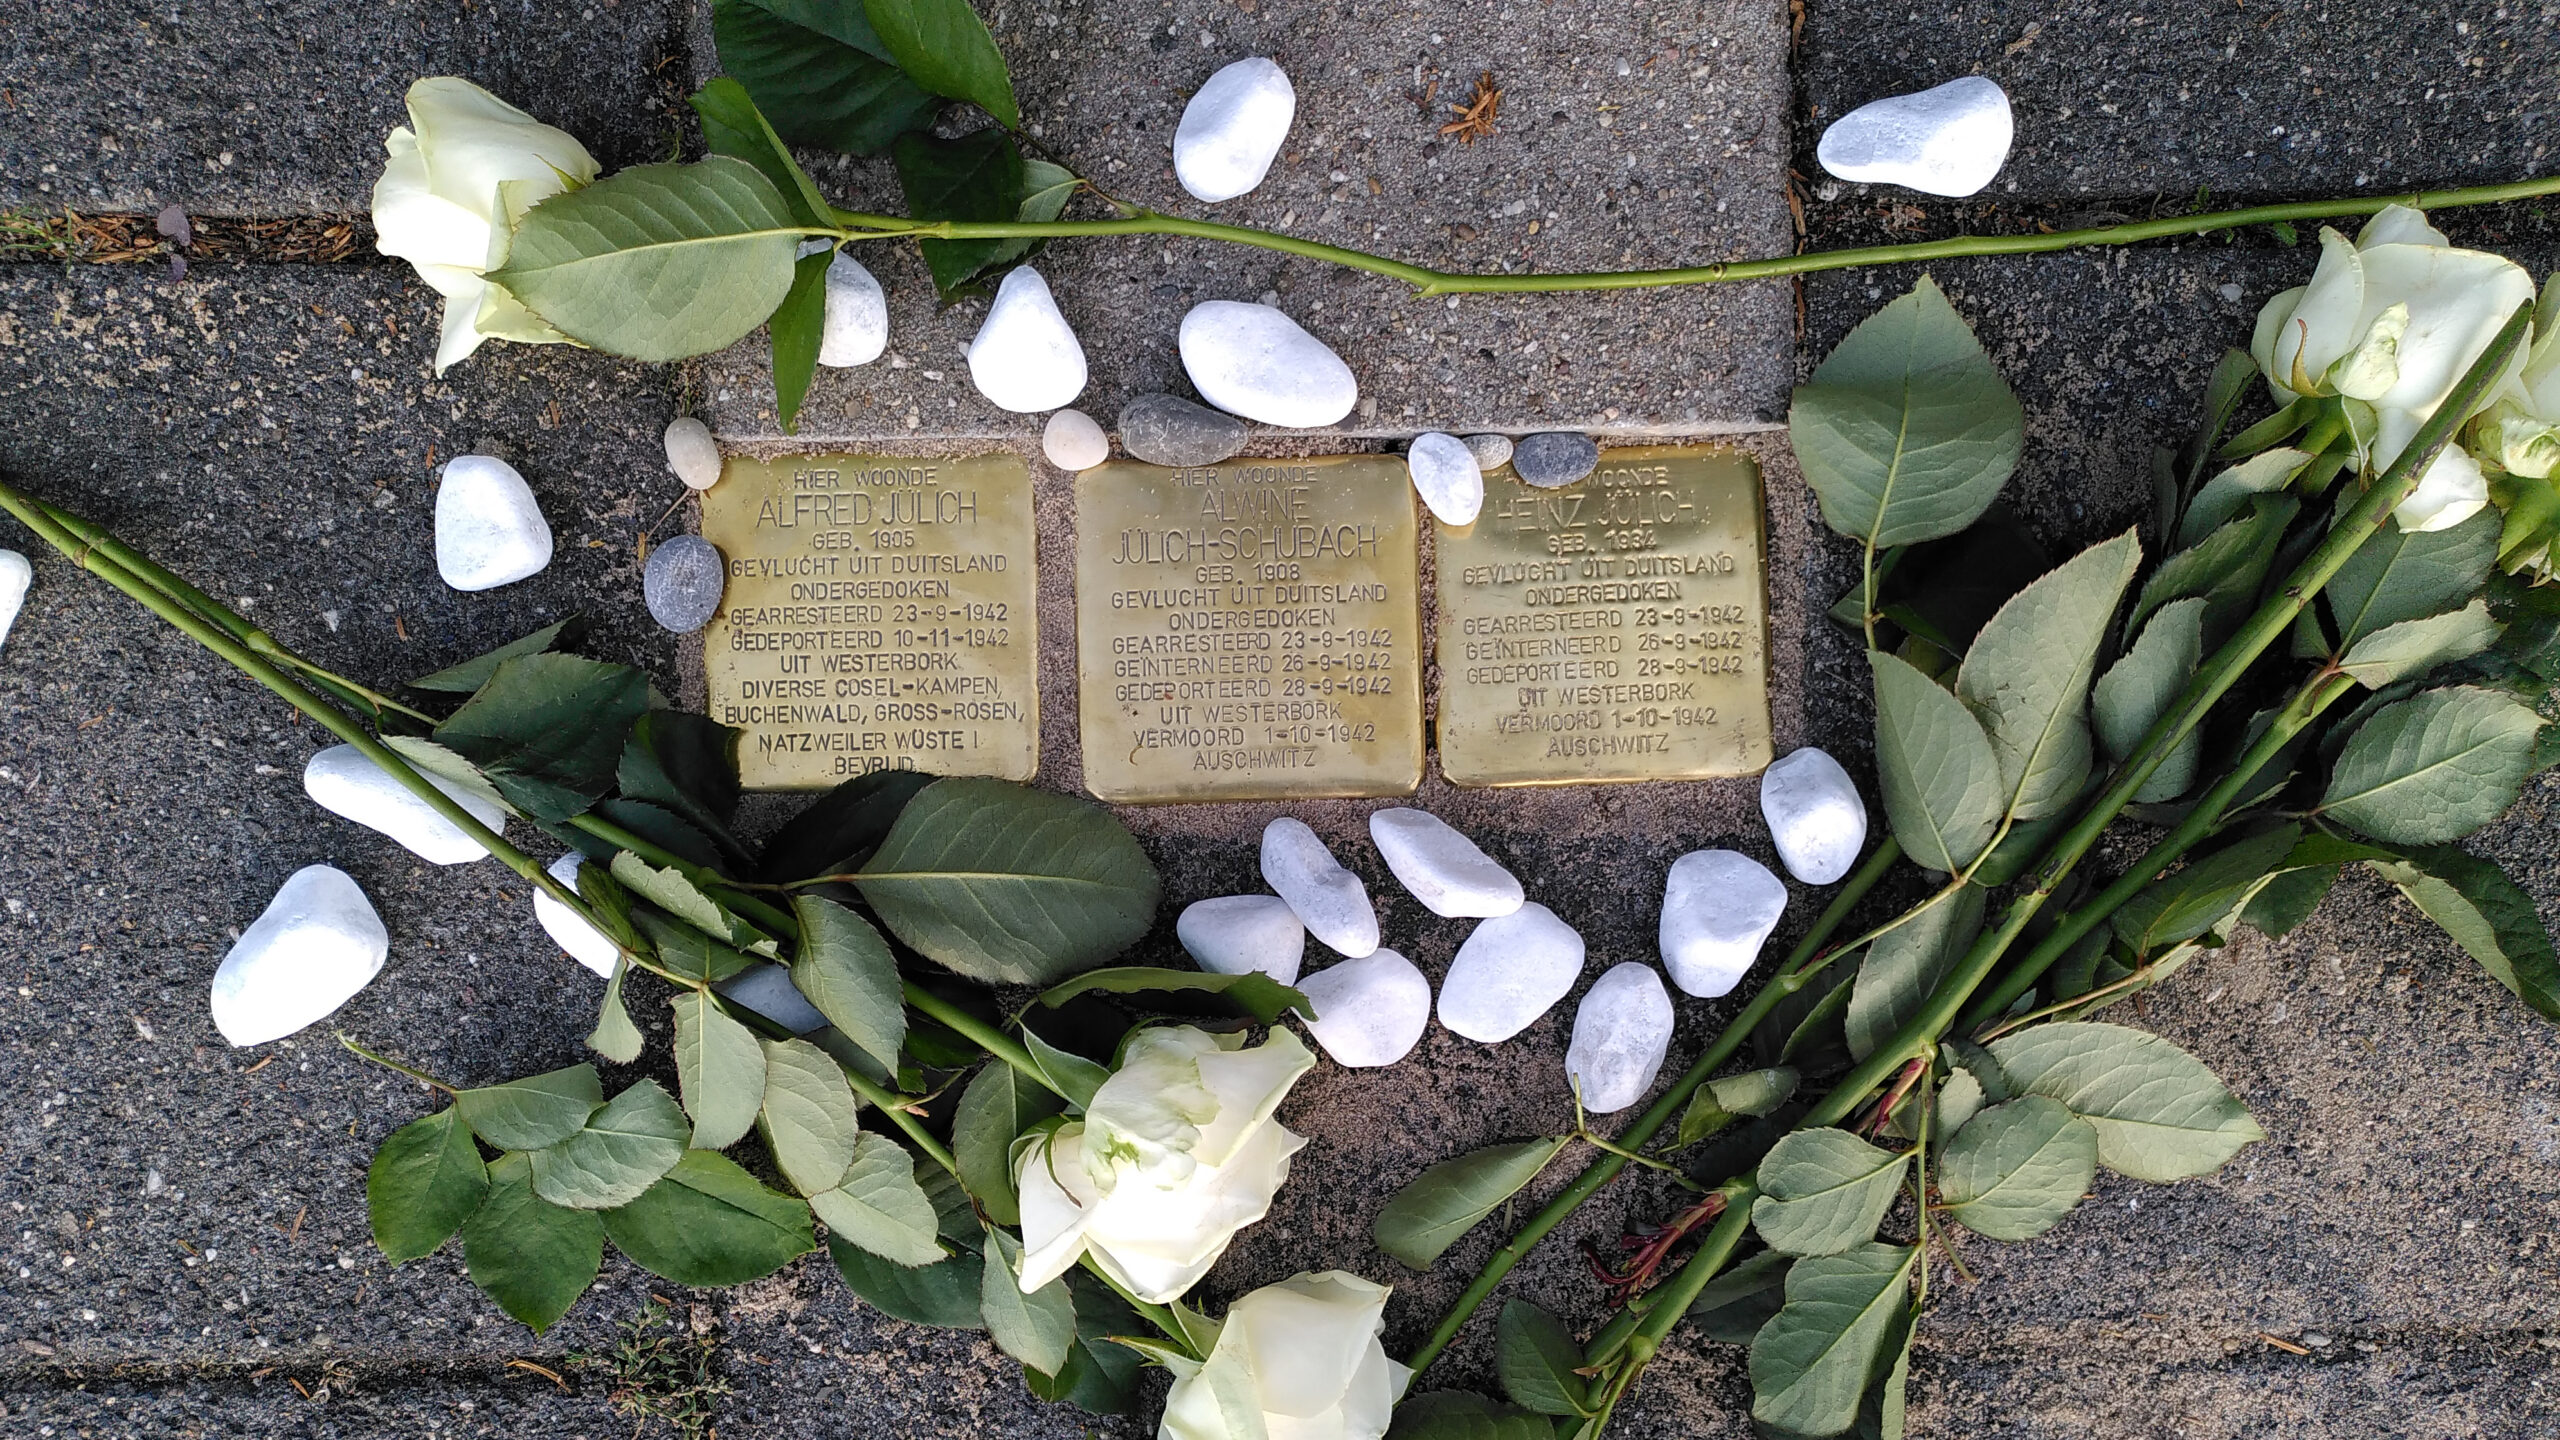 HIER WOONDE
ALFRED JÜLICH
GEB. 1905
GEVLUCHT UIT DUITSLAND
ONDERGEDOKEN
GEARRESTEERD 23-9-1942
GEDEPORTEERD 10-11-1942
UIT WESTERBORK
DIVERSE COSEL-KAMPEN,
BUCHENWALD, GROSS-ROSEN,
NATZWEILER WÜSTE I
BEVRIJD
HIER WOONDE
ALWINE
JÜLICH-SCHUBACH
GEB. 1908
GEVLUCHT UIT DUITSLAND
ONDERGEDOKEN
GEARRESTEERD 23-9-1942
GEÏNTERNEERD 26-9-1942
GEDEPORTEERD 28-9-1942
UIT WESTERBORK
VERMOORD 1-10-1942
AUSCHWITZ
WOONDE
HEINZ JÜLICH
GEB. 1934
GEVLUCHT UIT DUITSLAND
ONDERGEDOKEN
GEARRESTEERD 23-9-1942
GEÏNTERNEERD 26-9-1942
GEDEPORTEERD 28-9-1942
UIT WESTERBORK
VERMOORD 1-10-1942
AUSCHWITZ